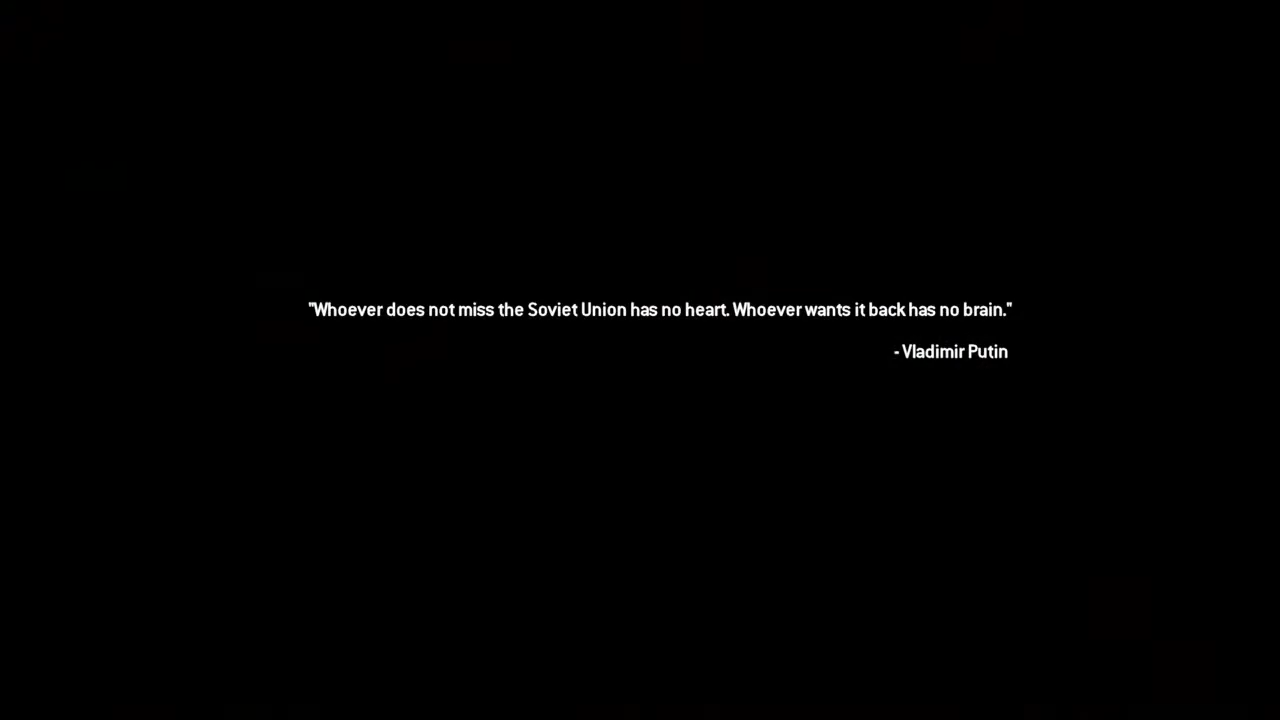 "Whoever does not miss the Soviet Union has no heart. Whoever wants it back has no brain."
- Vladimir Putin